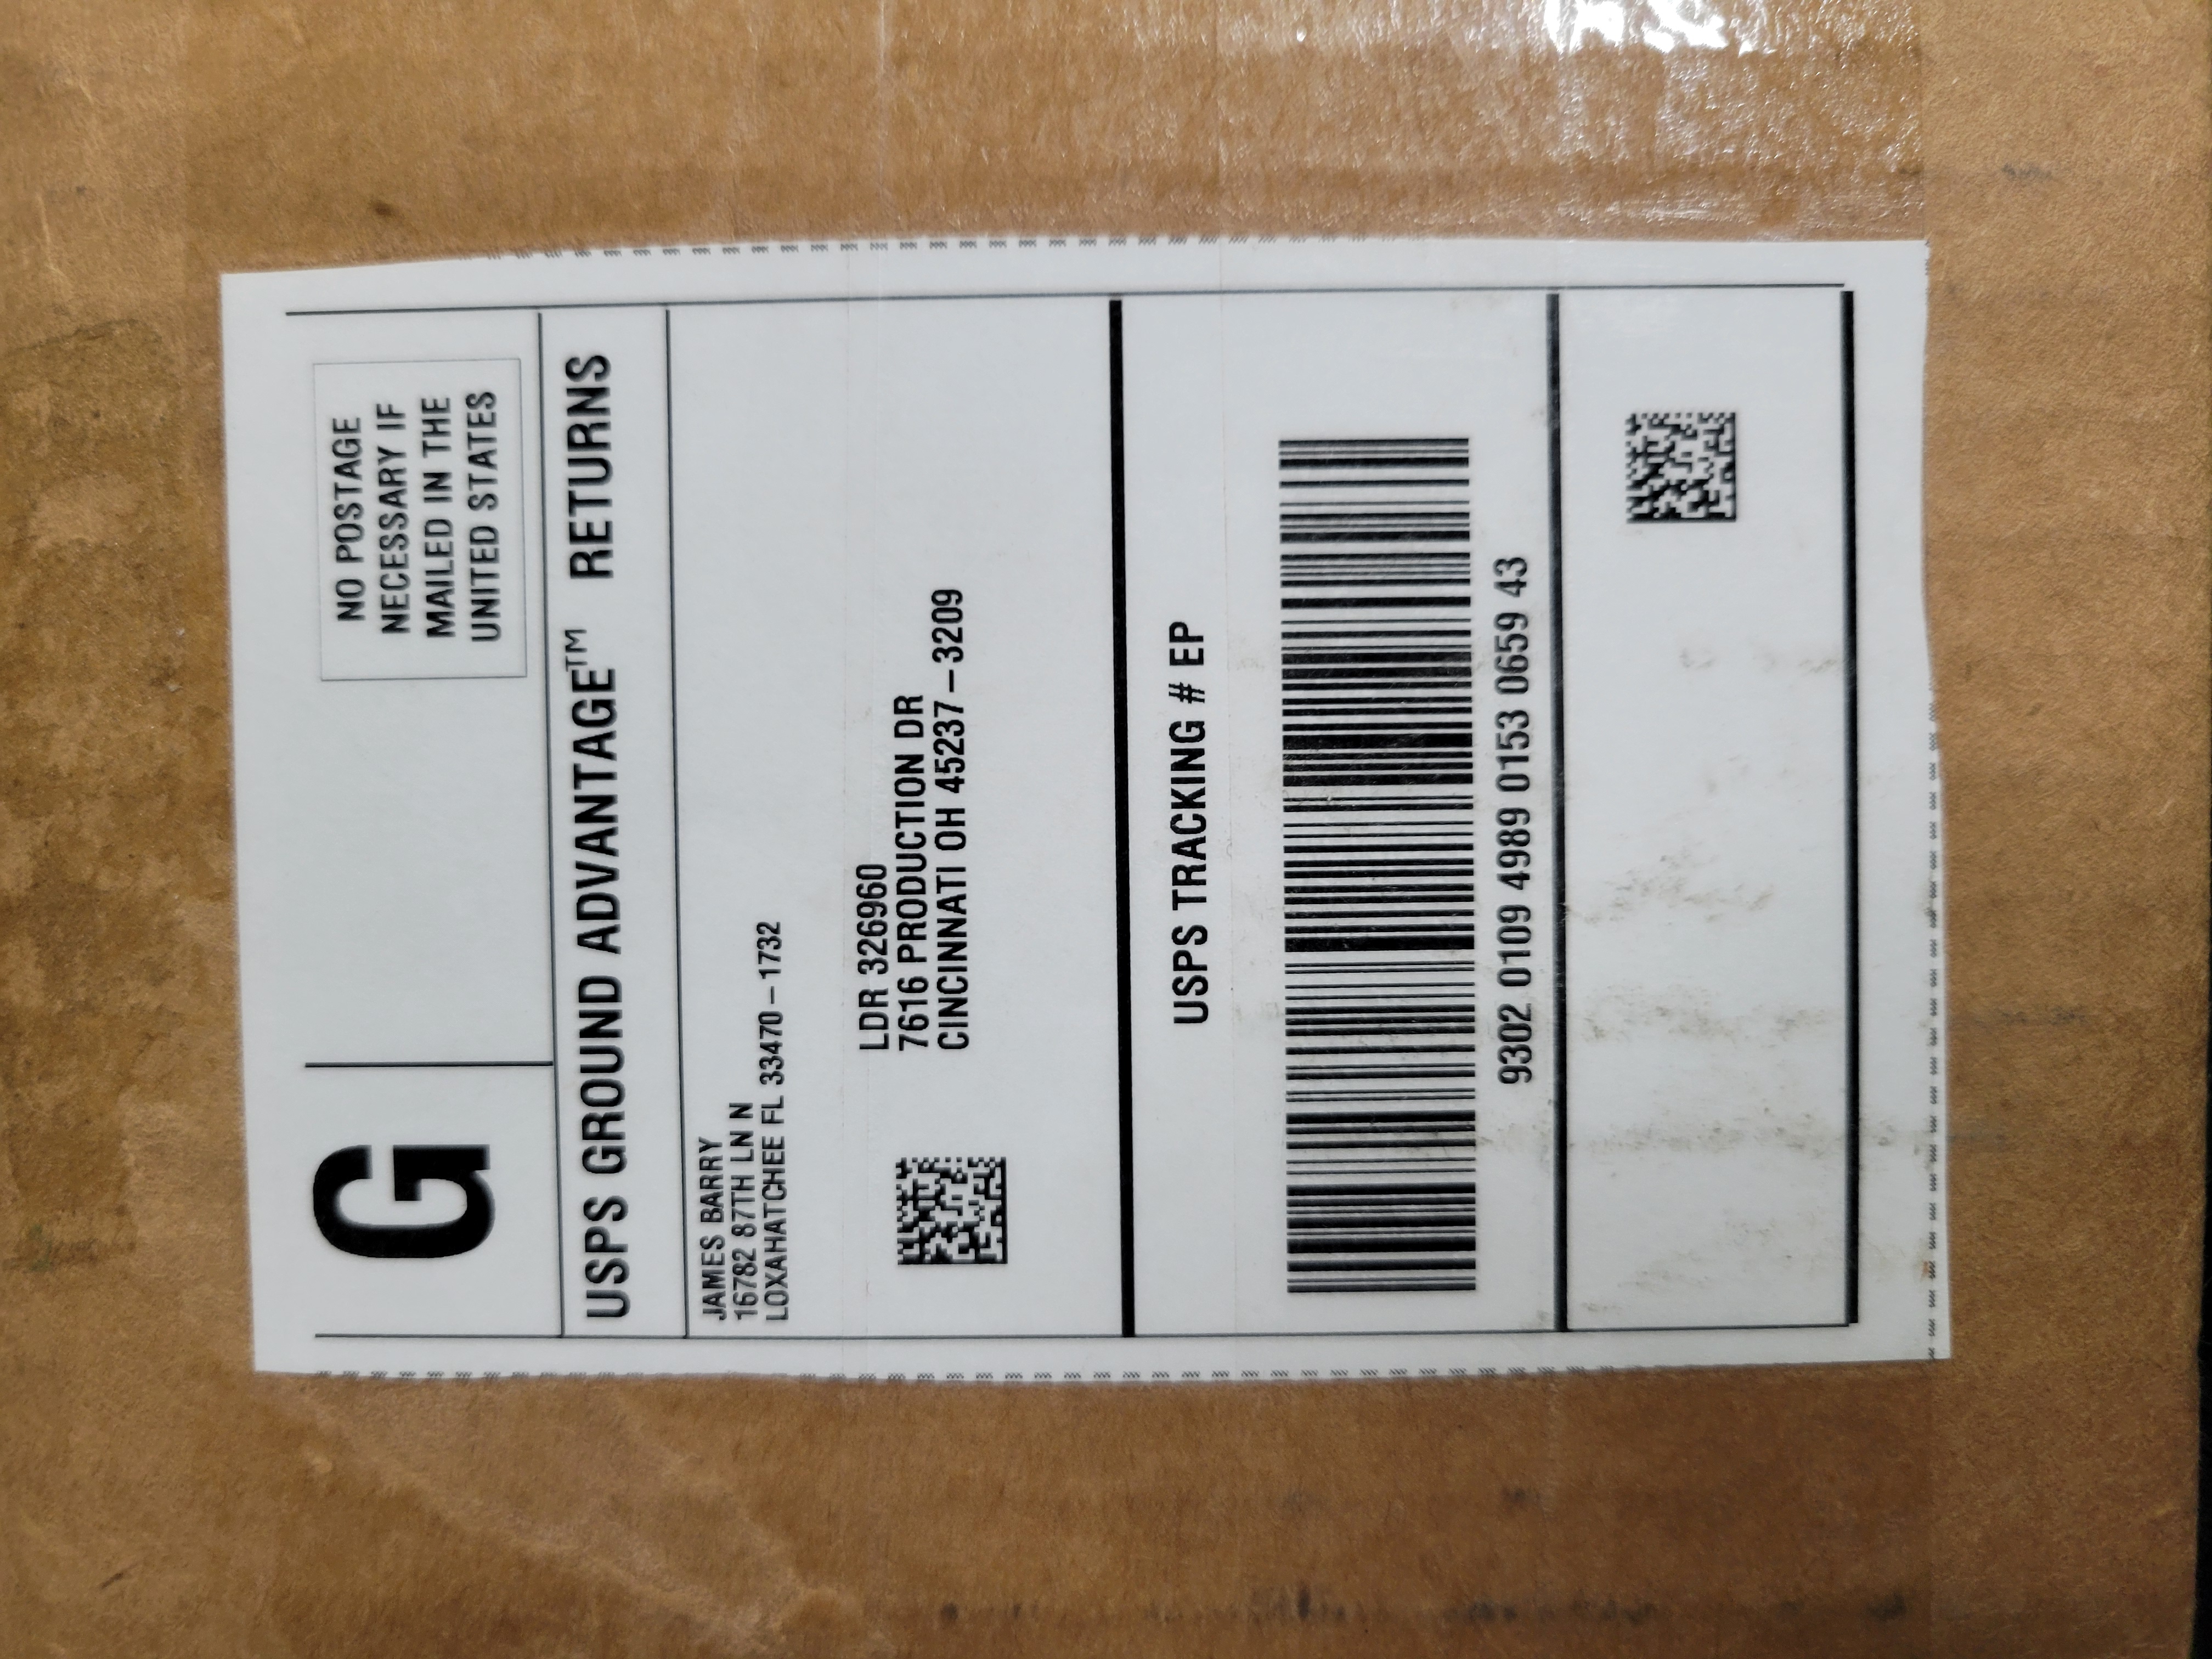 G
NO POSTAGE
NECESSARY IF
MAILED IN THE
UNITED STATES
USPS GROUND ADVANTAGE™ RETURNS
JAMES BARRY
16782 87TH LN N
LOXAHATCHEE FL 33470-1732
LDR 326960
7616 PRODUCTION DR
CINCINNATI OH 45237-3209
USPS TRACKING # EP
9302 0109 4989 0153 0659 43